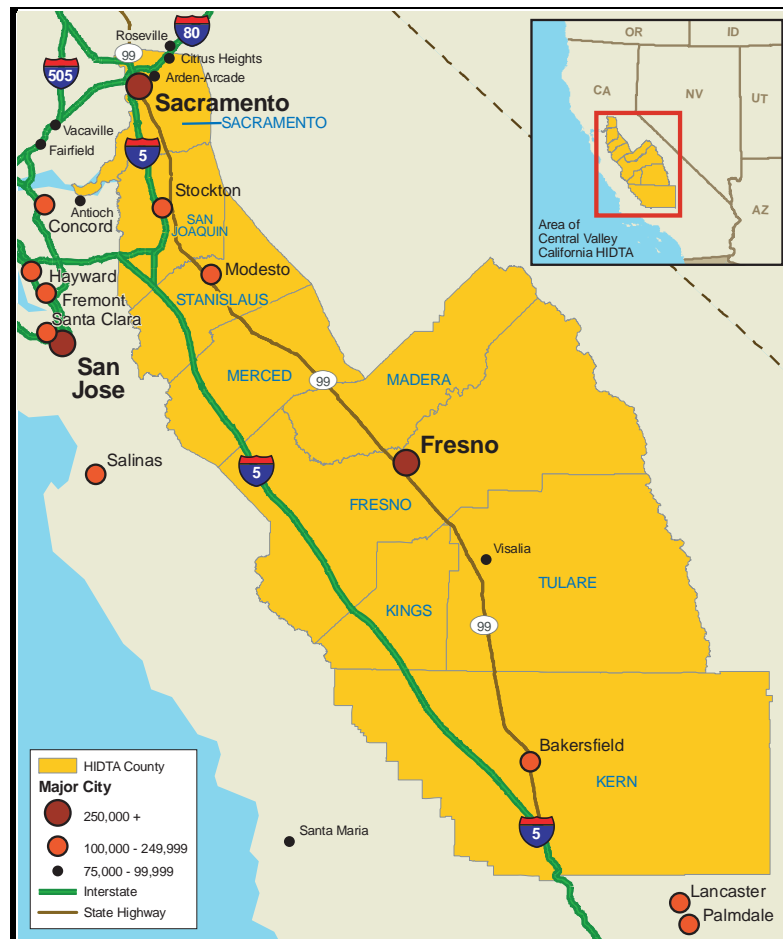 Roseville
80
99
Citrus Heights
505
Arden-Arcade
Sacramento
SACRAMENTO
Vacaville
Fairfield
5
Antioch
Concord
Stockton
SAN
JOAQUIN
Hayward
Fremont
Santa Clara
San
Jose
Modesto
STANISLAUS
MERCED
99
MADERA
Salinas
5
Fresno
FRESNO
Visalia
TULARE
KINGS
99
Bakersfield
KERN
5
Santa Maria
Lancaster
Palmdale
OR
ID
CA
NV
UT
AZ
Area of
Central Valley
California HIDTA
HIDTA County
Major City
250,000 +
100,000 - 249,999
75,000 - 99,999
Interstate
State Highway